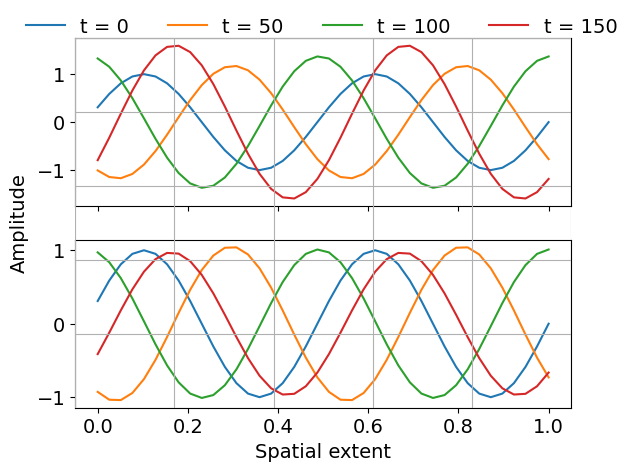 t = 0 t = 50 t = 100 t = 150
1
0
−1
Amplitude
1
0
−1
0.0 0.2 0.4 0.6 0.8 1.0
Spatial extent